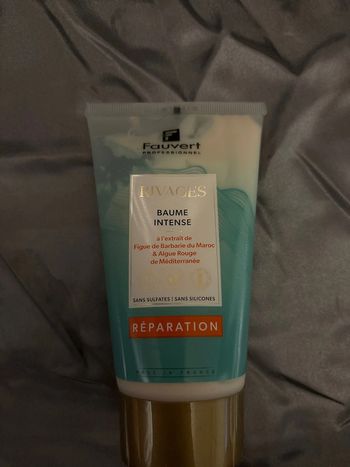 F
Fauvert
PROFESSIONNEL
RIVAGES
BAUME
INTENSE
à l'extrait de
Figue de Barbarie du Maroc
& Algue Rouge
de Méditerranée
SANS SULFATES | SANS SILICONES
RÉPARATION
MADE IN FRANCE